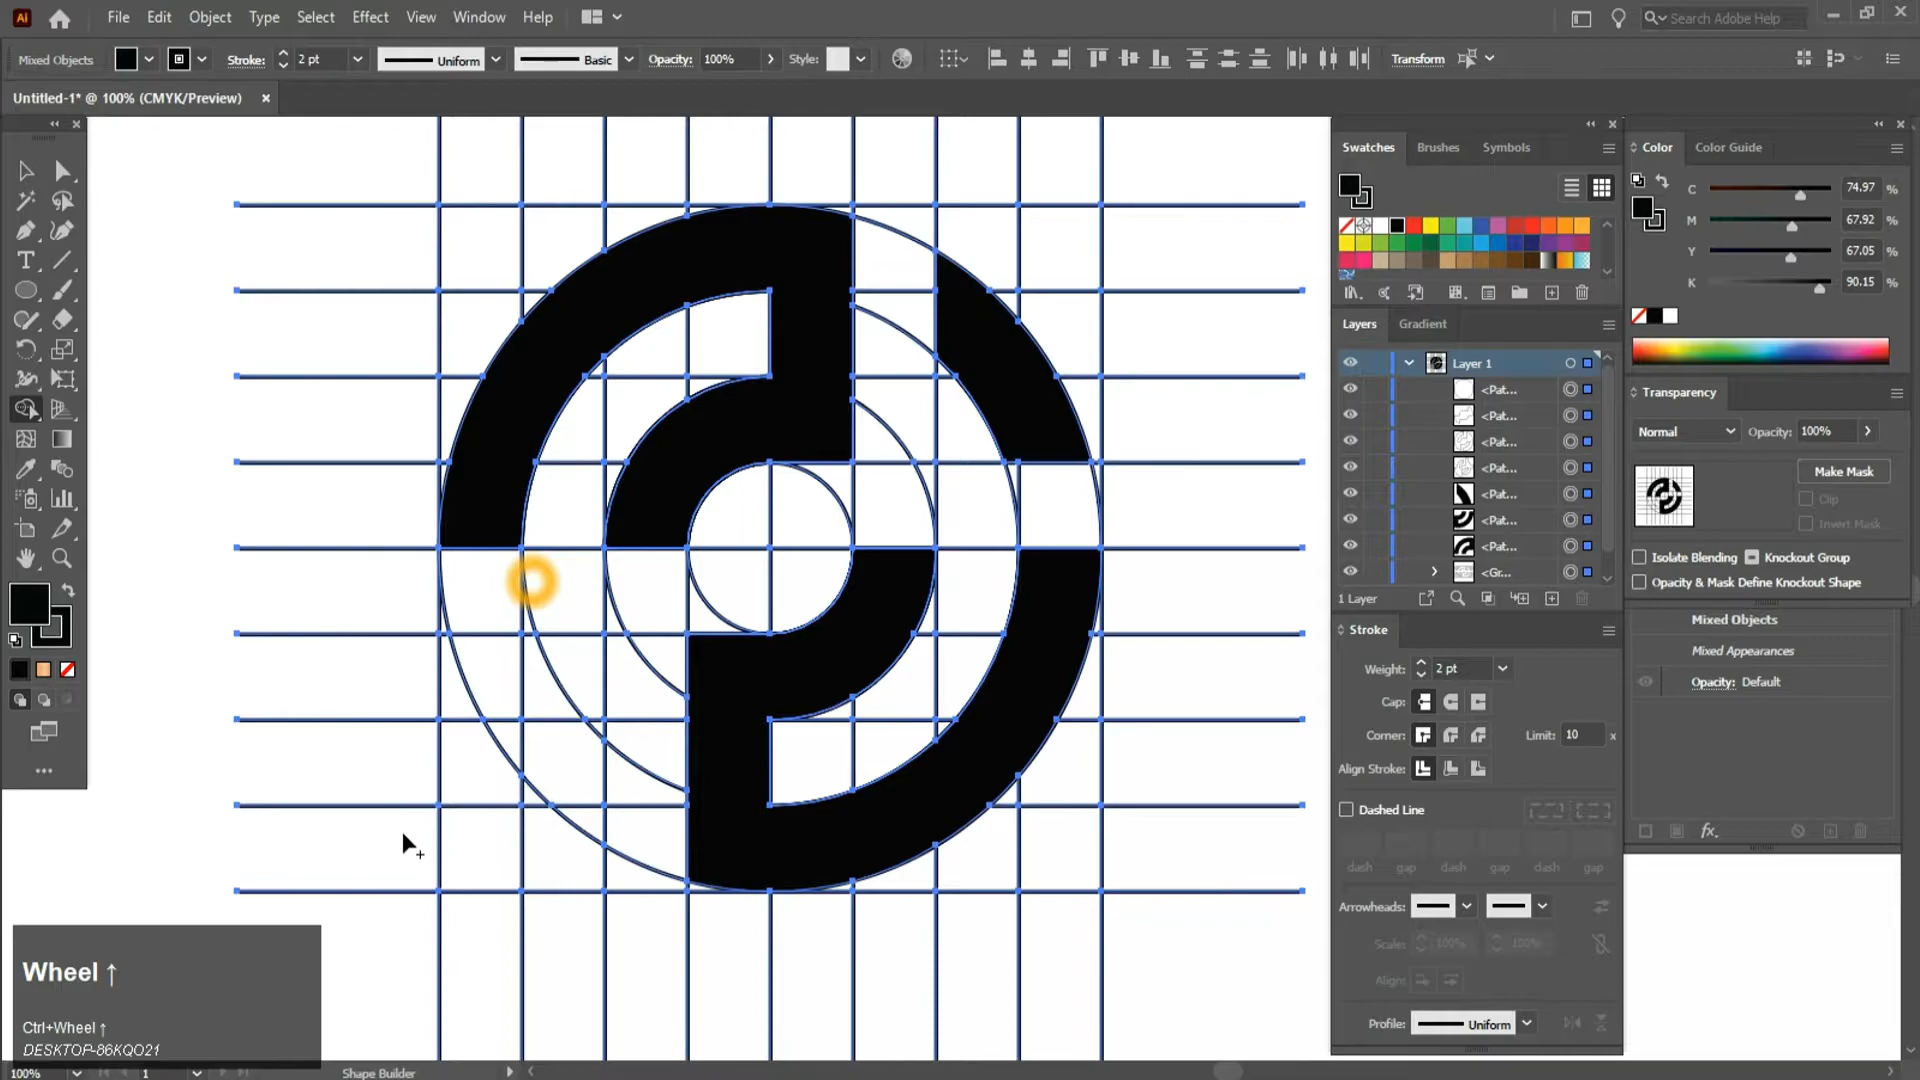 Ai File Edit Object Type Select Effect View Window Help Search Adobe Help
Mixed Objects Stroke: 2 pt Uniform Basic Opacity: 100% Style: Transform
Untitled-1* @ 100% (CMYK/Preview)
Swatches Brushes Symbols
Color Color Guide
C 74.97 %
M 67.92 %
Y 67.05 %
K 90.15 %
Layers Gradient
Layer 1
<Pat...
<Pat...
<Pat...
<Pat...
<Pat...
<Pat...
<Pat...
<Gr...
1 Layer
Transparency
Normal Opacity: 100%
Make Mask
Clip
Invert Mask
Isolate Blending Knockout Group
Opacity & Mask Define Knockout Shape
Mixed Objects
Mixed Appearances
Opacity: Default
fx.
Stroke
Weight: 2 pt
Cap:
Corner: Limit: 10 x
Align Stroke:
Dashed Line
dash gap dash gap dash gap
Arrowheads:
Scale: 100% 100%
Align:
Profile: Uniform
Wheel ↑
Ctrl+Wheel ↑
DESKTOP-86KQO21
100% 1 Shape Builder